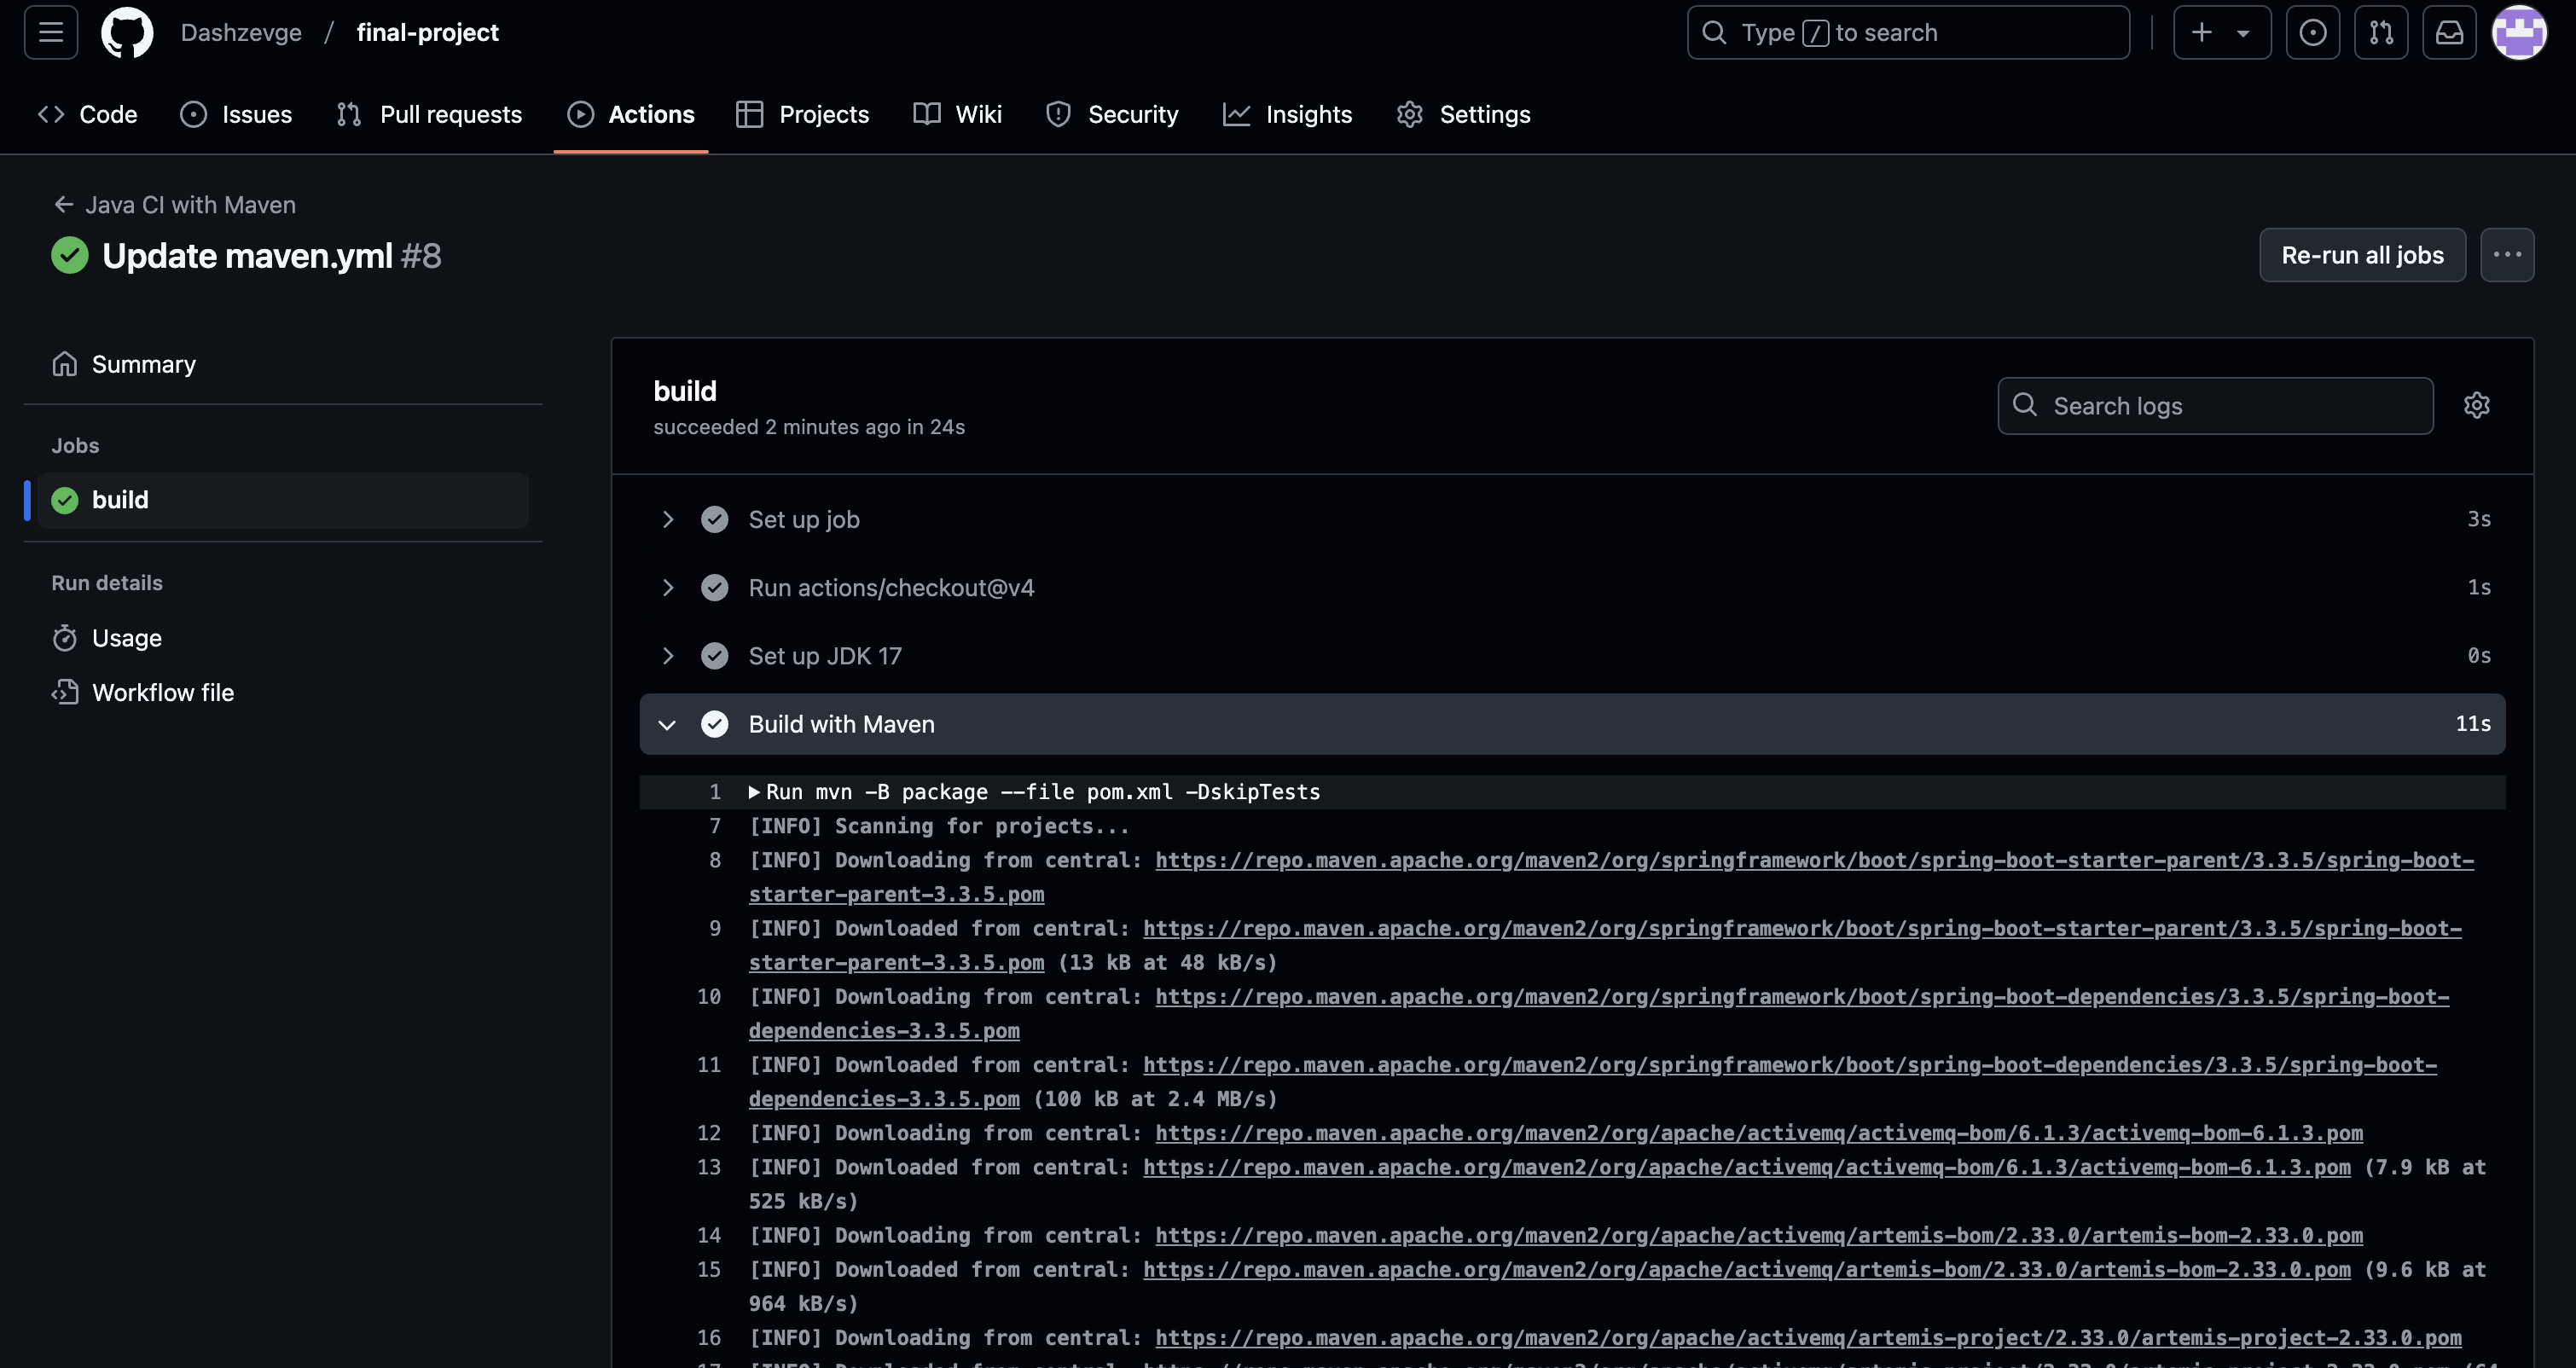 Dashzevge / final-project
Type / to search
Code Issues Pull requests Actions Projects Wiki Security Insights Settings
← Java CI with Maven
Update maven.yml #8
Re-run all jobs
Summary
Jobs
build
Run details
Usage
Workflow file
build
succeeded 2 minutes ago in 24s
Search logs
Set up job 3s
Run actions/checkout@v4 1s
Set up JDK 17 0s
Build with Maven 11s
1 Run mvn -B package --file pom.xml -DskipTests
7 [INFO] Scanning for projects...
8 [INFO] Downloading from central: https://repo.maven.apache.org/maven2/org/springframework/boot/spring-boot-starter-parent/3.3.5/spring-boot-
starter-parent-3.3.5.pom
9 [INFO] Downloaded from central: https://repo.maven.apache.org/maven2/org/springframework/boot/spring-boot-starter-parent/3.3.5/spring-boot-
starter-parent-3.3.5.pom (13 kB at 48 kB/s)
10 [INFO] Downloading from central: https://repo.maven.apache.org/maven2/org/springframework/boot/spring-boot-dependencies/3.3.5/spring-boot-
dependencies-3.3.5.pom
11 [INFO] Downloaded from central: https://repo.maven.apache.org/maven2/org/springframework/boot/spring-boot-dependencies/3.3.5/spring-boot-
dependencies-3.3.5.pom (100 kB at 2.4 MB/s)
12 [INFO] Downloading from central: https://repo.maven.apache.org/maven2/org/apache/activemq/activemq-bom/6.1.3/activemq-bom-6.1.3.pom
13 [INFO] Downloaded from central: https://repo.maven.apache.org/maven2/org/apache/activemq/activemq-bom/6.1.3/activemq-bom-6.1.3.pom (7.9 kB at
525 kB/s)
14 [INFO] Downloading from central: https://repo.maven.apache.org/maven2/org/apache/activemq/artemis-bom/2.33.0/artemis-bom-2.33.0.pom
15 [INFO] Downloaded from central: https://repo.maven.apache.org/maven2/org/apache/activemq/artemis-bom/2.33.0/artemis-bom-2.33.0.pom (9.6 kB at
964 kB/s)
16 [INFO] Downloading from central: https://repo.maven.apache.org/maven2/org/apache/activemq/artemis-project/2.33.0/artemis-project-2.33.0.pom